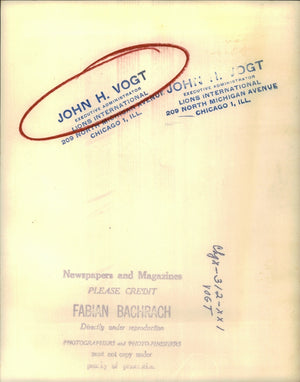 JOHN H. VOGT
EXECUTIVE ADMINISTRATOR
LIONS INTERNATIONAL
209 NORTH MICHIGAN AVENUE
CHICAGO 1, ILL.
JOHN H. VOGT
EXECUTIVE ADMINISTRATOR
LIONS INTERNATIONAL
209 NORTH MICHIGAN AVENUE
CHICAGO 1, ILL.
Newspapers and Magazines
PLEASE CREDIT
FABIAN BACHRACH
Directly under reproduction
PHOTOGRAPHERS and PHOTO-FINISHERS
must not copy under
penalty of
VOGT